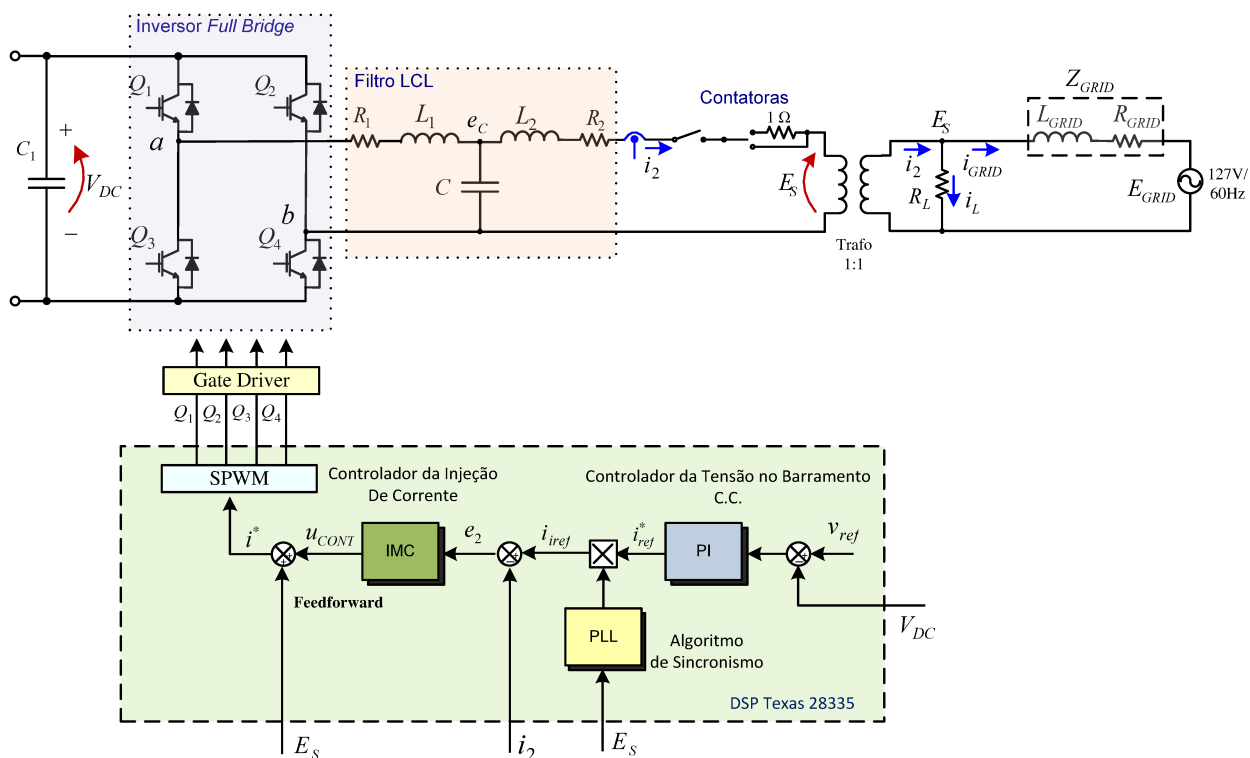 Inversor Full Bridge
Filtro LCL
Contatoras
Q1
Q2
R1
L1
eC
L2
R2
1 Ω
ZGRID
LGRID
RGRID
a
C1
+
VDC
−
C
i2
ES
i2
ES
iGRID
RL
iL
EGRID
127V/
60Hz
b
Q3
Q4
Trafo
1:1
Gate Driver
Q1
Q2
Q3
Q4
SPWM
Controlador da Injeção
De Corrente
Controlador da Tensão no Barramento
C.C.
i*
uCONT
IMC
e2
iiref
i*ref
PI
vref
+
+
+
−
+
−
Feedforward
PLL
Algoritmo
de Sincronismo
VDC
DSP Texas 28335
ES
i2
ES